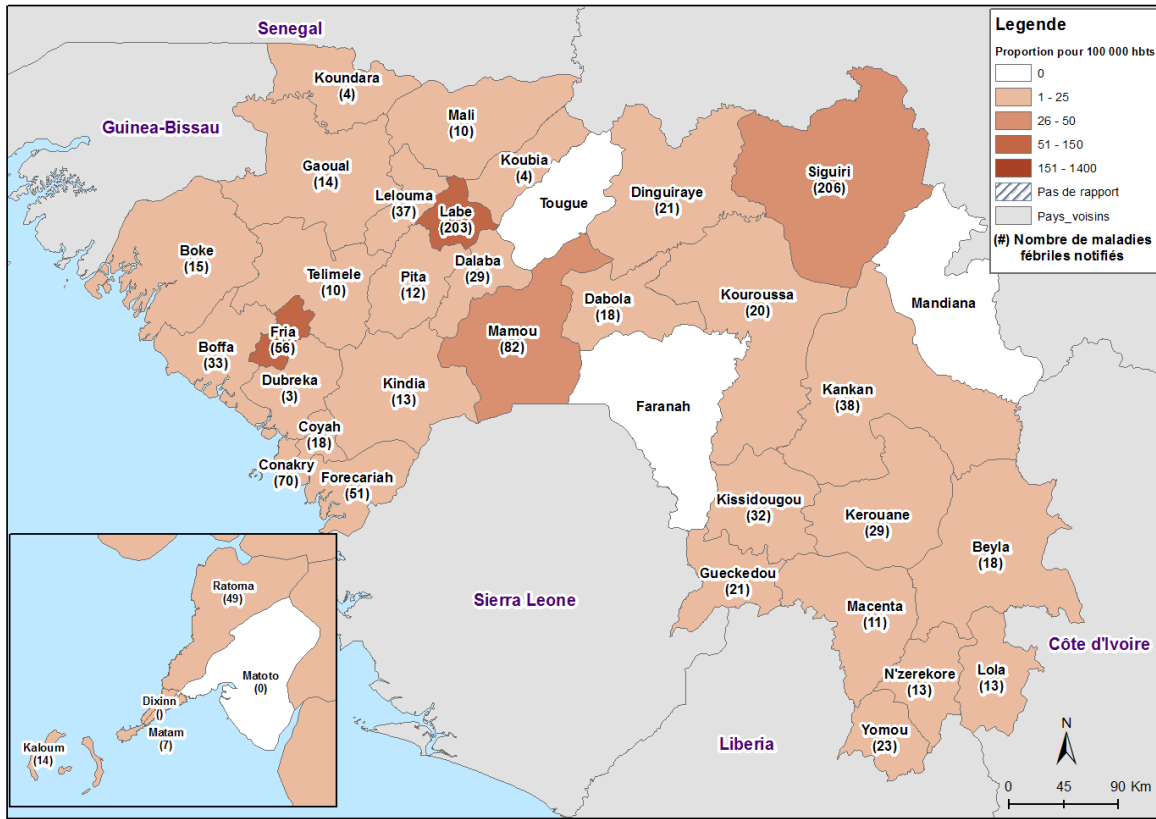 Senegal
Guinea-Bissau
Koundara
(4)
Mali
(10)
Koubia
(4)
Gaoual
(14)
Lelouma
(37)
Labe
(203)
Tougue
Dinguiraye
(21)
Siguiri
(206)
Mandiana
Boke
(15)
Telimele
(10)
Pita
(12)
Dalaba
(29)
Dabola
(18)
Kouroussa
(20)
Fria
(56)
Boffa
(33)
Mamou
(82)
Dubreka
(3)
Kindia
(13)
Faranah
Kankan
(38)
Coyah
(18)
Conakry
(70)
Forecariah
(51)
Kissidougou
(32)
Kerouane
(29)
Beyla
(18)
Gueckedou
(21)
Macenta
(11)
N'zerekore
(13)
Lola
(13)
Yomou
(23)
Sierra Leone
Liberia
Côte d'Ivoire
Ratoma
(49)
Matoto
(0)
Dixinn
()
Matam
(7)
Kaloum
(14)
Legende
Proportion pour 100 000 hbts
0
1 - 25
26 - 50
51 - 150
151 - 1400
Pas de rapport
Pays_voisins
(#) Nombre de maladies
fébriles notifiés
N
0 45 90 Km